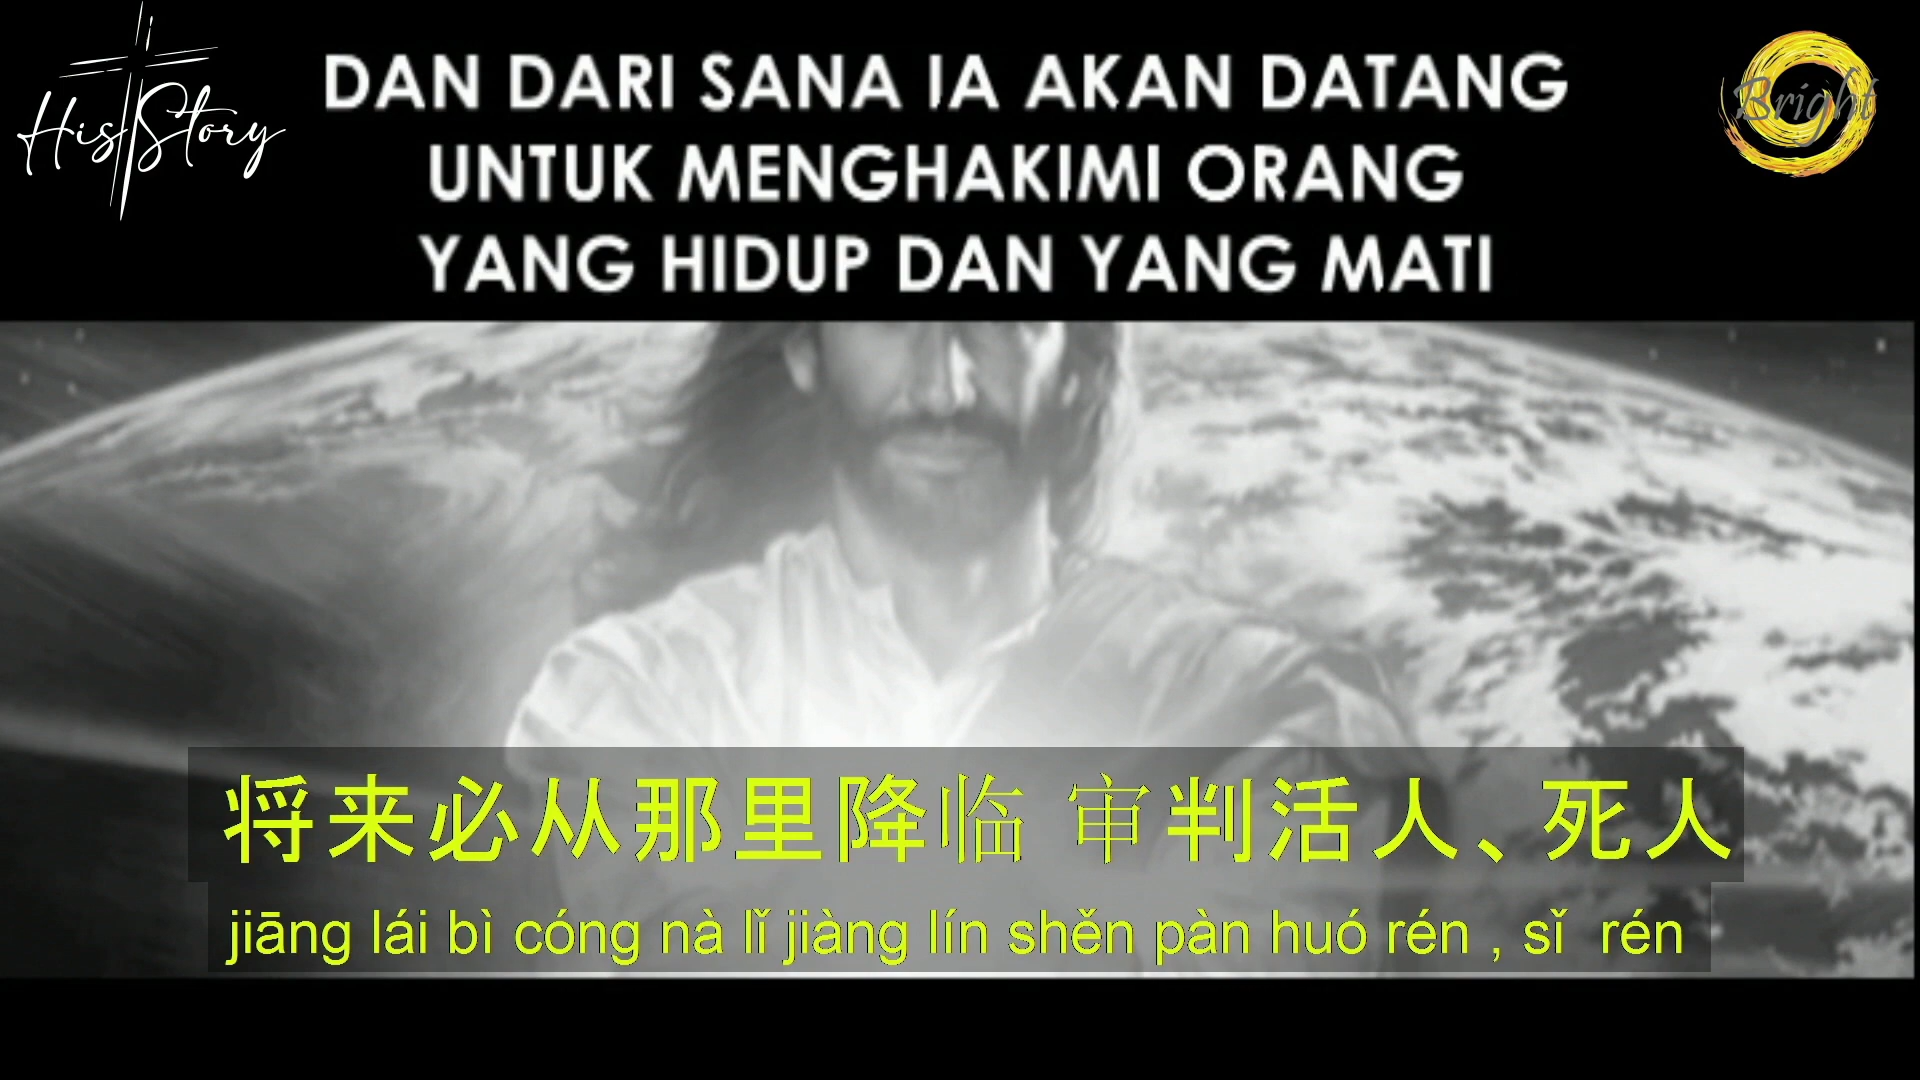 His Story
Bright
DAN DARI SANA IA AKAN DATANG
UNTUK MENGHAKIMI ORANG
YANG HIDUP DAN YANG MATI
将来必从那里降临 审判活人、死人
jiāng lái bì cóng nà lǐ jiàng lín shěn pàn huó rén , sǐ rén